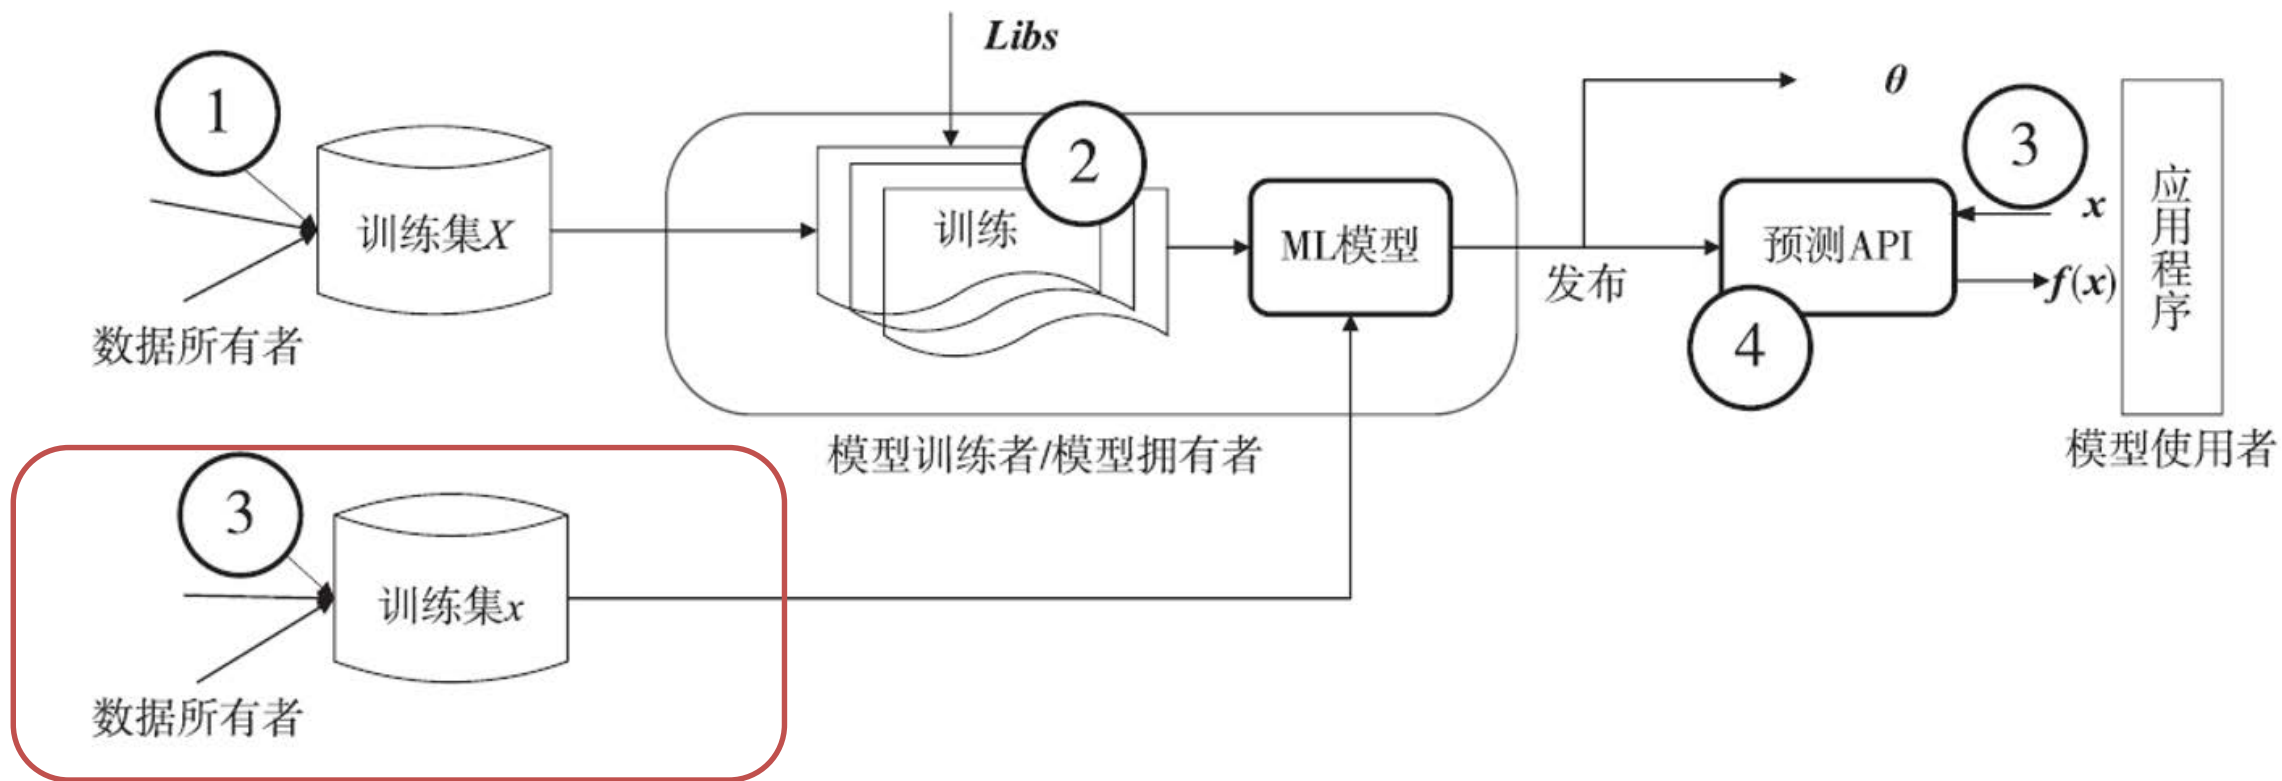 Libs
θ
1
2
3
训练集X
训练
ML模型
发布
预测API
x
f(x)
应用程序
4
数据所有者
模型训练者/模型拥有者
模型使用者
3
训练集x
数据所有者